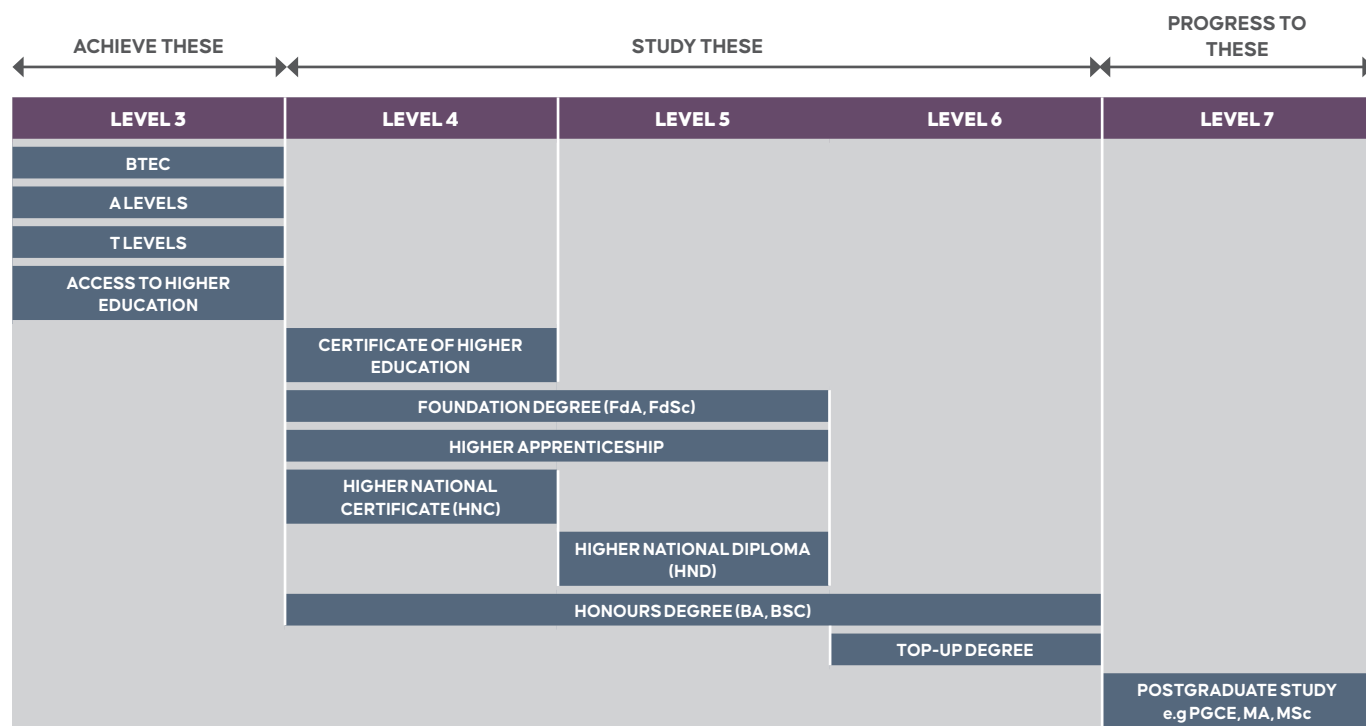 ACHIEVE THESE
STUDY THESE
PROGRESS TO
THESE
LEVEL 3
LEVEL 4
LEVEL 5
LEVEL 6
LEVEL 7
BTEC
A LEVELS
T LEVELS
ACCESS TO HIGHER
EDUCATION
CERTIFICATE OF HIGHER
EDUCATION
FOUNDATION DEGREE (FdA, FdSc)
HIGHER APPRENTICESHIP
HIGHER NATIONAL
CERTIFICATE (HNC)
HIGHER NATIONAL DIPLOMA
(HND)
HONOURS DEGREE (BA, BSC)
TOP-UP DEGREE
POSTGRADUATE STUDY
e.g PGCE, MA, MSc